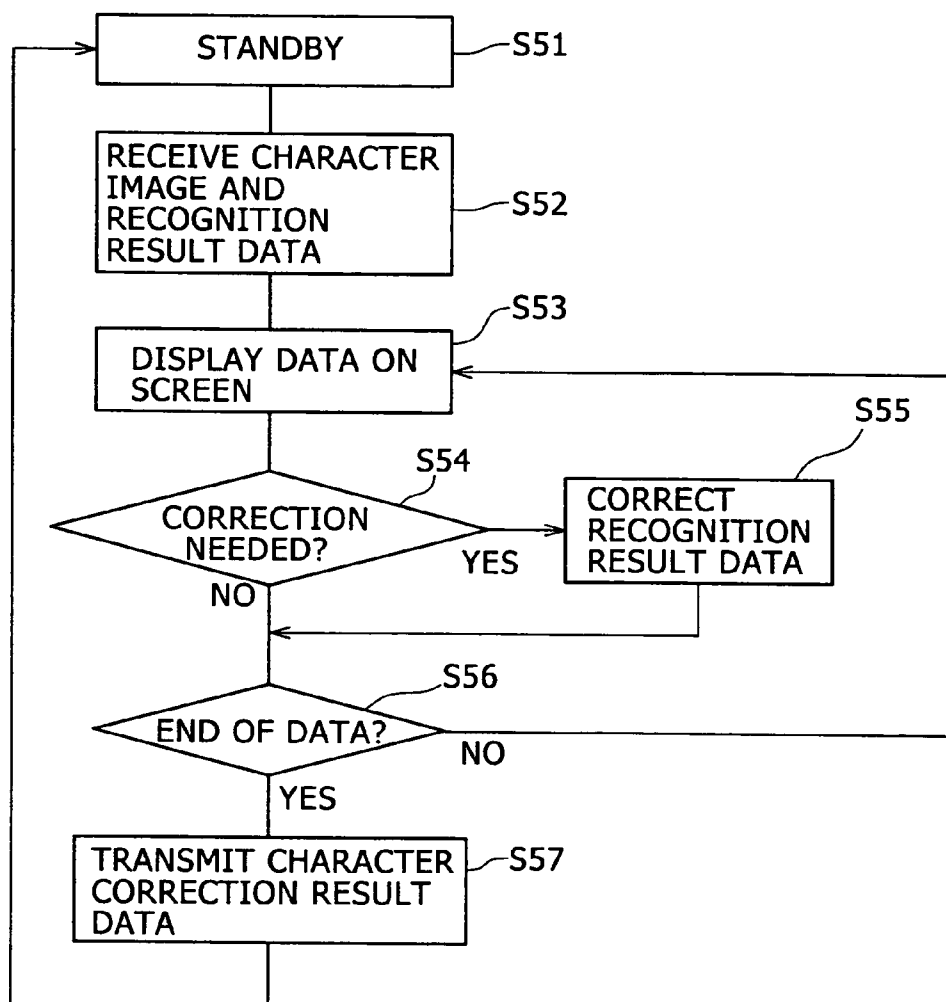 STANDBY
S51
RECEIVE CHARACTER
IMAGE AND
RECOGNITION
RESULT DATA
S52
S53
DISPLAY DATA ON
SCREEN
S54
CORRECTION
NEEDED?
YES
NO
S55
CORRECT
RECOGNITION
RESULT DATA
S56
END OF DATA?
NO
YES
TRANSMIT CHARACTER
CORRECTION RESULT
DATA
S57